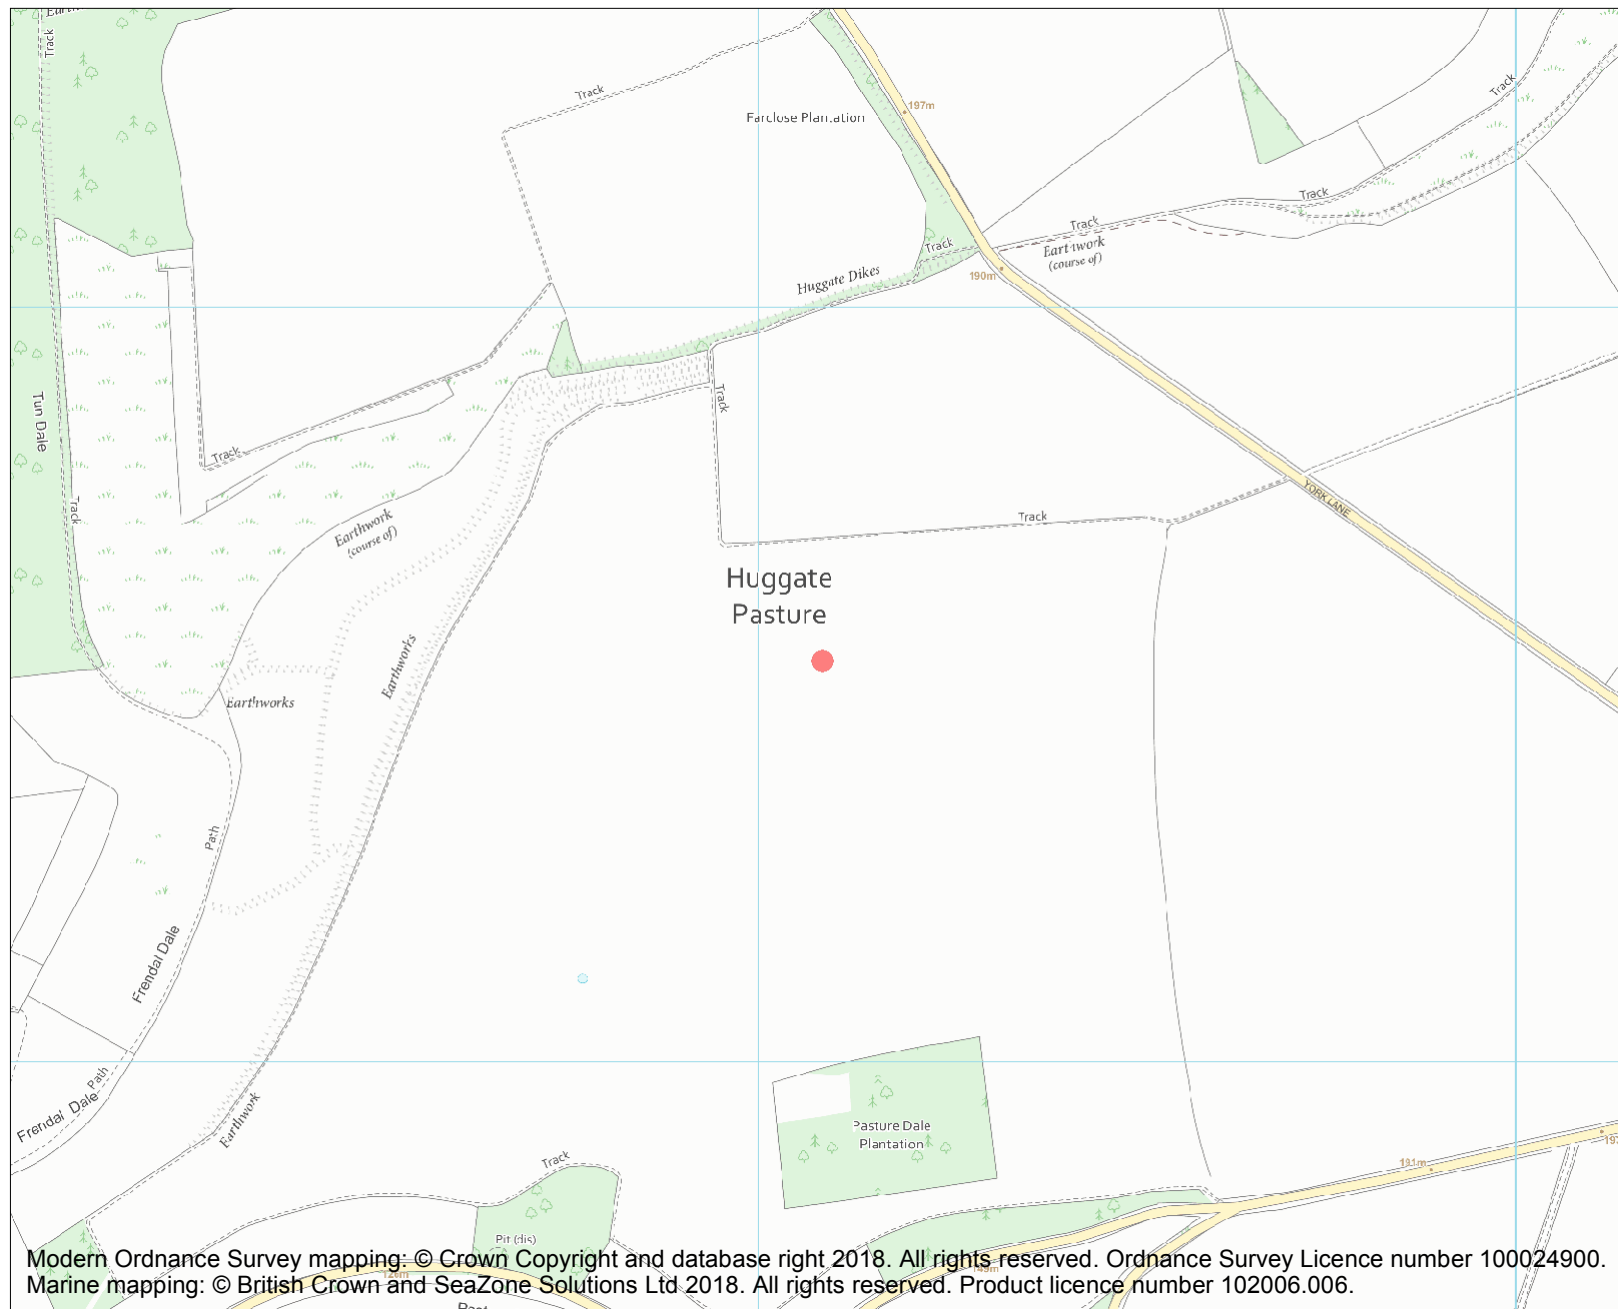 Track
Track
197m
Farclose Plantation
Track
Track
Track
Track
Earthwork
(course of)
190m
Huggate Dikes
Tun Dale
Track
Track
Track
YORK LANE
Earthwork
(course of)
Track
Huggate
Pasture
Earthworks
Earthworks
Path
Frendal Dale
Path
Frendal Dale
Earthwork
Pasture Dale
Plantation
Track
191m
Pit (dis)
Modern Ordnance Survey mapping: © Crown Copyright and database right 2018. All rights reserved. Ordnance Survey Licence number 100024900.
Marine mapping: © British Crown and SeaZone Solutions Ltd 2018. All rights reserved. Product licence number 102006.006.